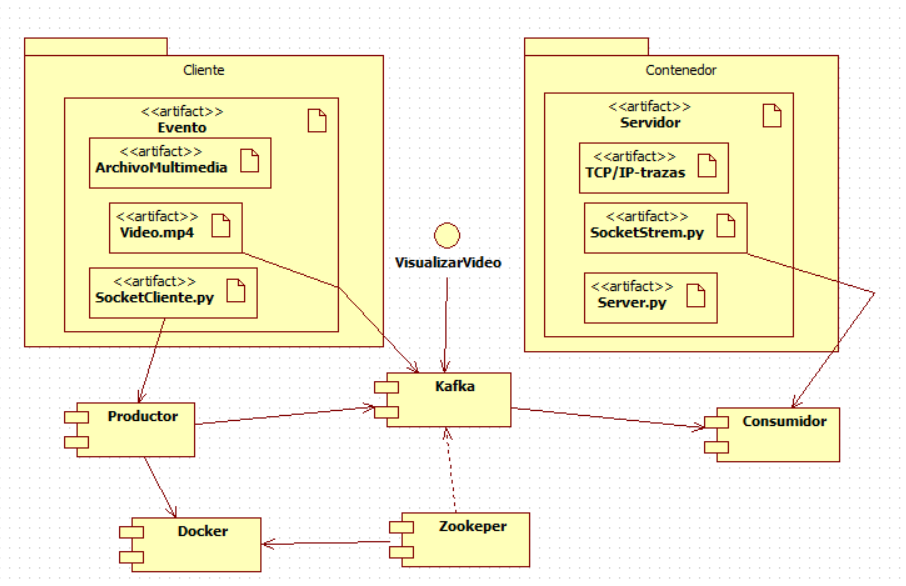 Cliente
<<artifact>>
Evento
<<artifact>>
ArchivoMultimedia
<<artifact>>
Video.mp4
<<artifact>>
SocketCliente.py
VisualizarVideo
Contenedor
<<artifact>>
Servidor
<<artifact>>
TCP/IP-trazas
<<artifact>>
SocketStrem.py
<<artifact>>
Server.py
Kafka
Productor
Consumidor
Docker
Zookeper